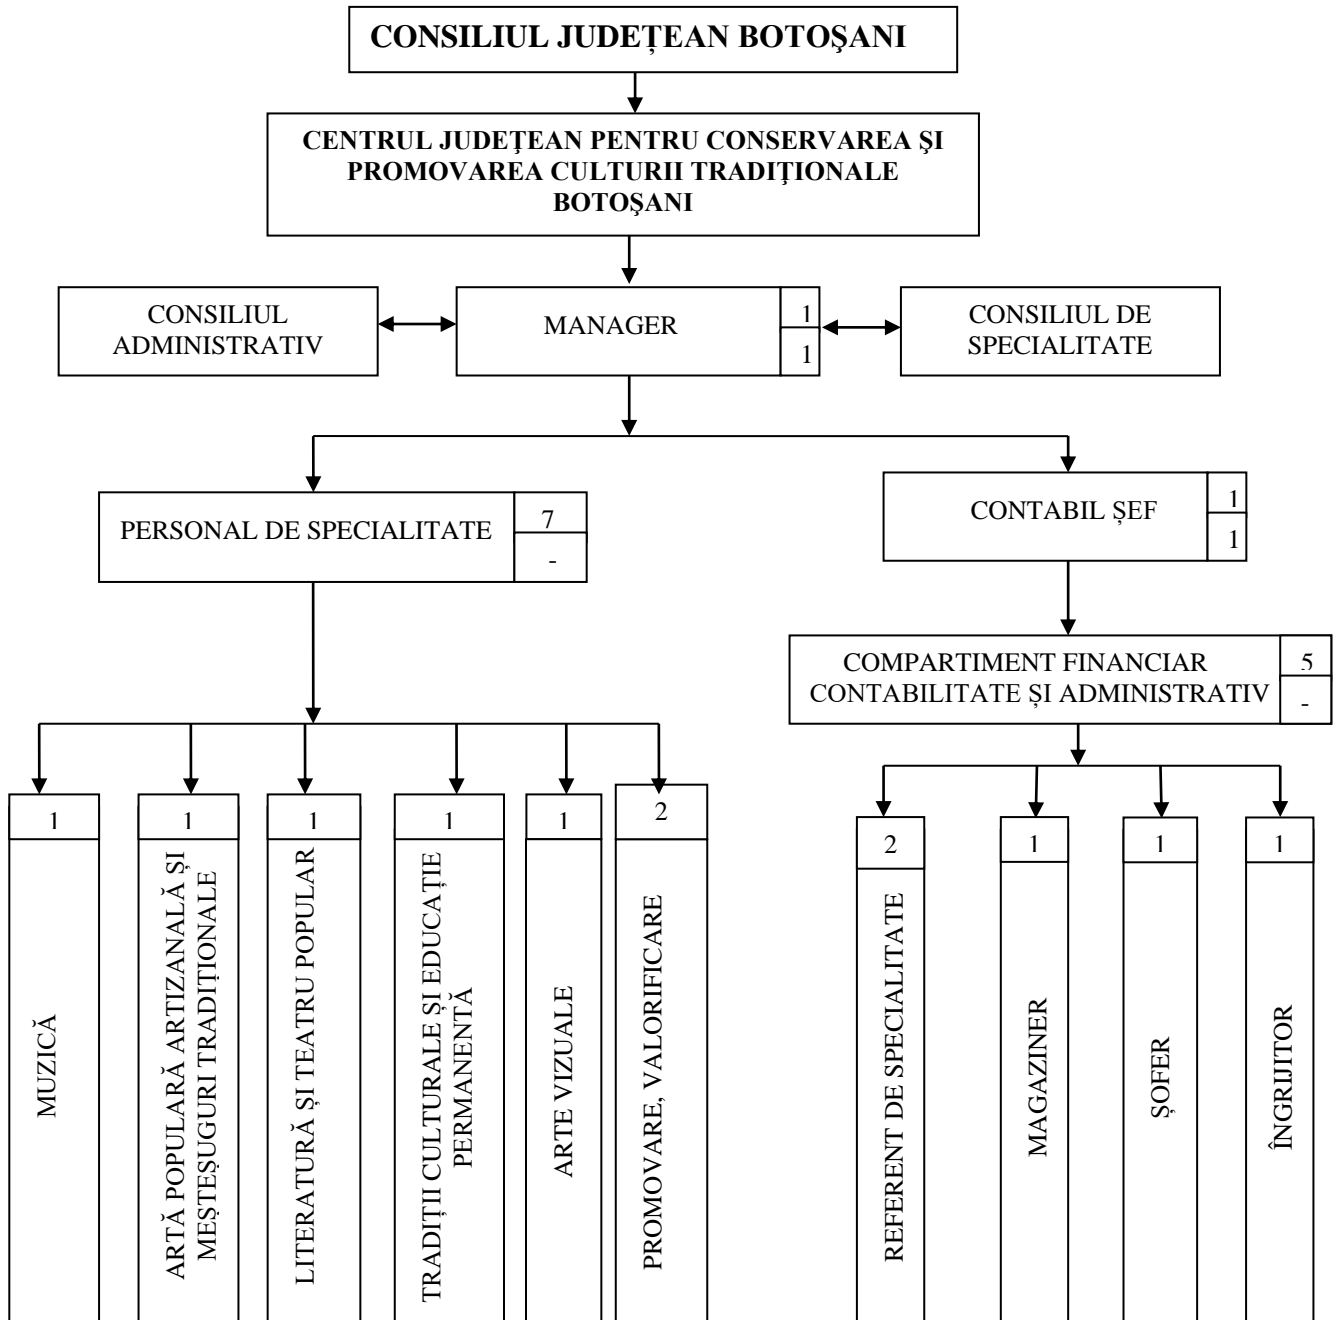 CONSILIUL JUDEȚEAN BOTOŞANI
CENTRUL JUDEŢEAN PENTRU CONSERVAREA ŞI
PROMOVAREA CULTURII TRADIŢIONALE
BOTOŞANI
CONSILIUL
ADMINISTRATIV
MANAGER
1
1
CONSILIUL DE
SPECIALITATE
PERSONAL DE SPECIALITATE
7
-
CONTABIL ȘEF
1
1
COMPARTIMENT FINANCIAR
CONTABILITATE ȘI ADMINISTRATIV
5
-
1
MUZICĂ
1
ARTĂ POPULARĂ ARTIZANALĂ ȘI
MEȘTEȘUGURI TRADIȚIONALE
1
LITERATURĂ ȘI TEATRU POPULAR
1
TRADIȚII CULTURALE ȘI EDUCAȚIE
PERMANENTĂ
1
ARTE VIZUALE
2
PROMOVARE, VALORIFICARE
2
REFERENT DE SPECIALITATE
1
MAGAZINER
1
ȘOFER
1
ÎNGRIJITOR